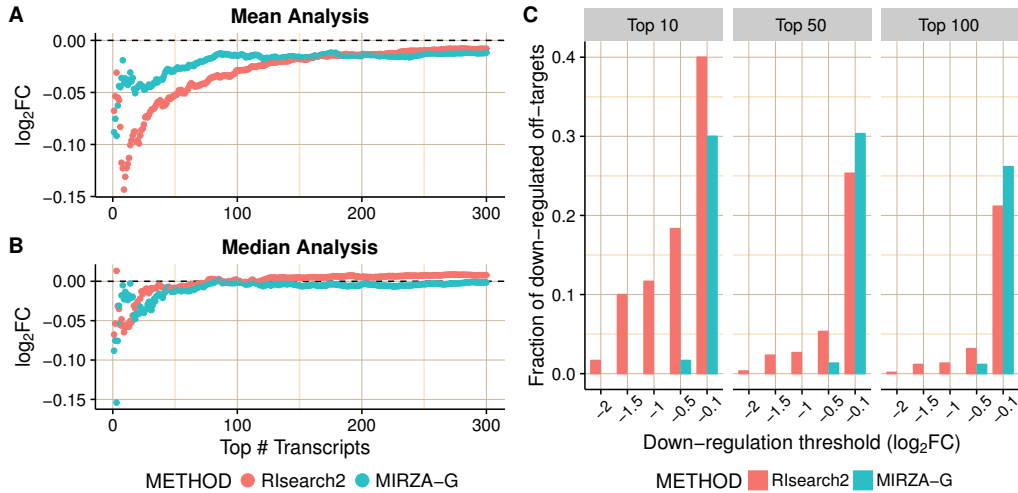 A
Mean Analysis
log2FC
0.00
−0.05
−0.10
−0.15
0
100
200
300
B
Median Analysis
log2FC
0.00
−0.05
−0.10
−0.15
0
100
200
300
Top # Transcripts
METHOD RIsearch2 MIRZA−G
C
Top 10
Top 50
Top 100
Fraction of down−regulated off−targets
0.4
0.3
0.2
0.1
0.0
−2
−1.5
−1
−0.5
−0.1
−2
−1.5
−1
−0.5
−0.1
−2
−1.5
−1
−0.5
−0.1
Down−regulation threshold (log2FC)
METHOD RIsearch2 MIRZA−G